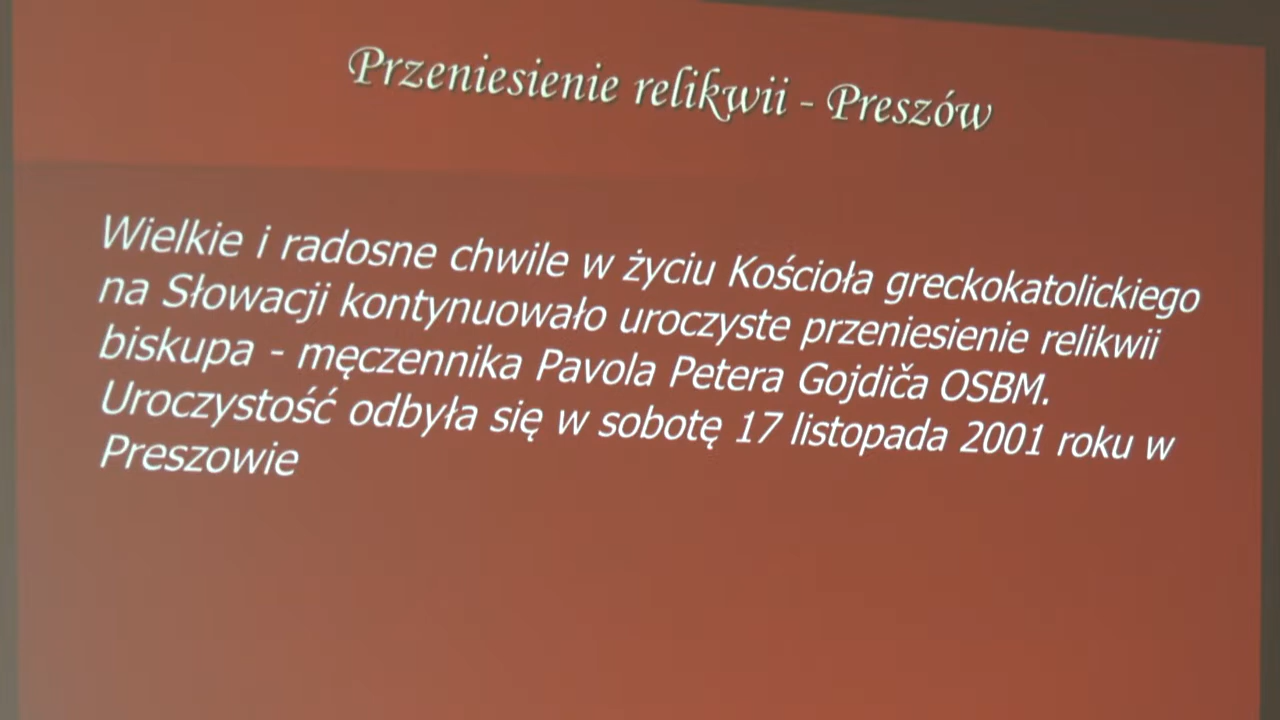 Przeniesienie relikwii - Preszów
Wielkie i radosne chwile w życiu Kościoła greckokatolickiego
na Słowacji kontynuowało uroczyste przeniesienie relikwii
biskupa - męczennika Pavola Petera Gojdiča OSBM.
Uroczystość odbyła się w sobotę 17 listopada 2001 roku w
Preszowie